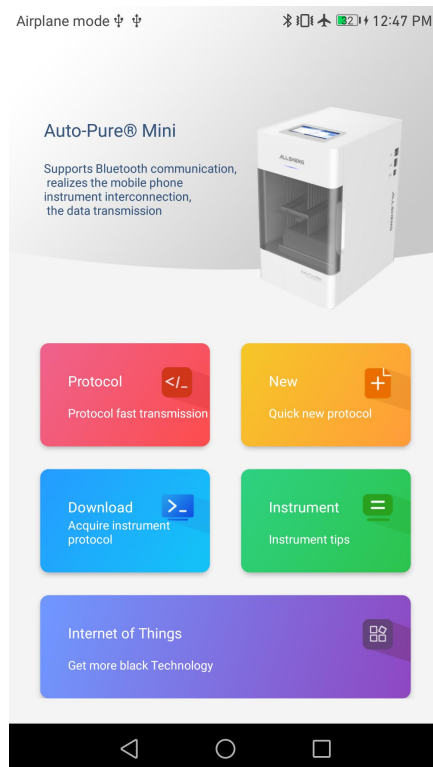 Airplane mode
32 12:47 PM
Auto-Pure® Mini
Supports Bluetooth communication,
realizes the mobile phone
instrument interconnection,
the data transmission
ALLSHENG
Protocol </_
Protocol fast transmission
New
Quick new protocol
Download >_
Acquire instrument
protocol
Instrument
Instrument tips
Internet of Things
Get more black Technology